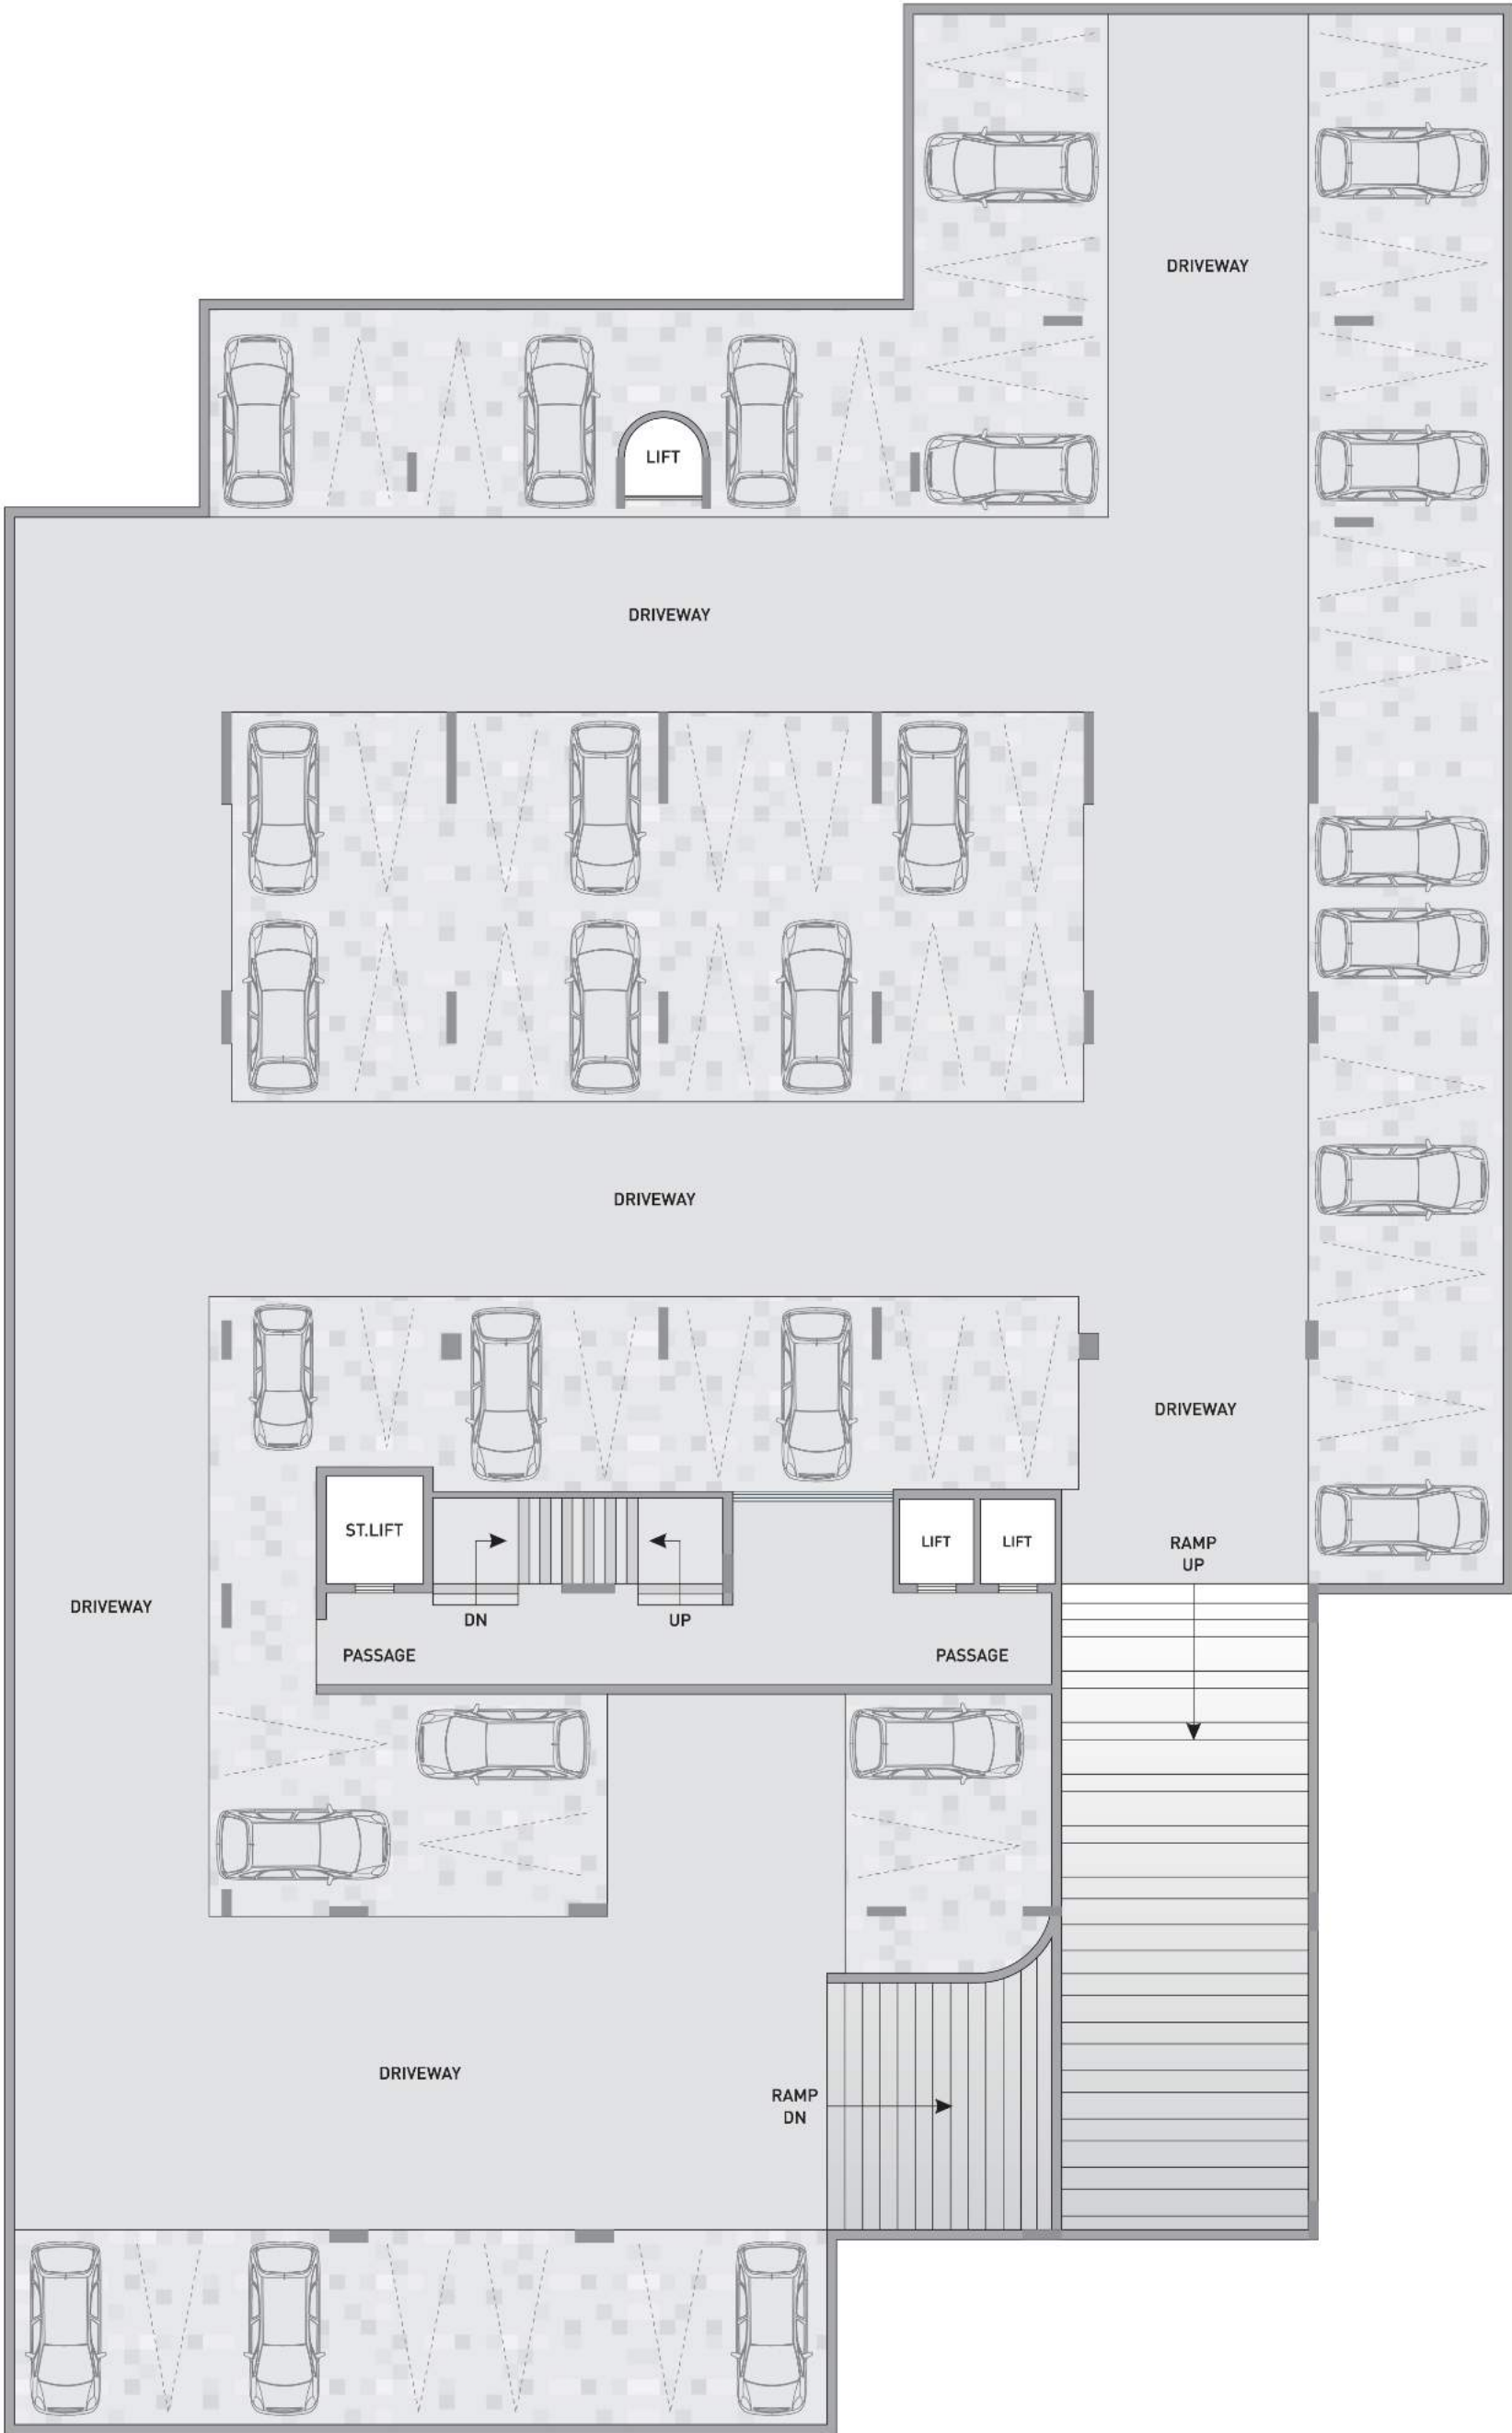 DRIVEWAY
LIFT
DRIVEWAY
DRIVEWAY
DRIVEWAY
ST.LIFT
LIFT
LIFT
RAMP
UP
DRIVEWAY
DN
UP
PASSAGE
PASSAGE
DRIVEWAY
RAMP
DN